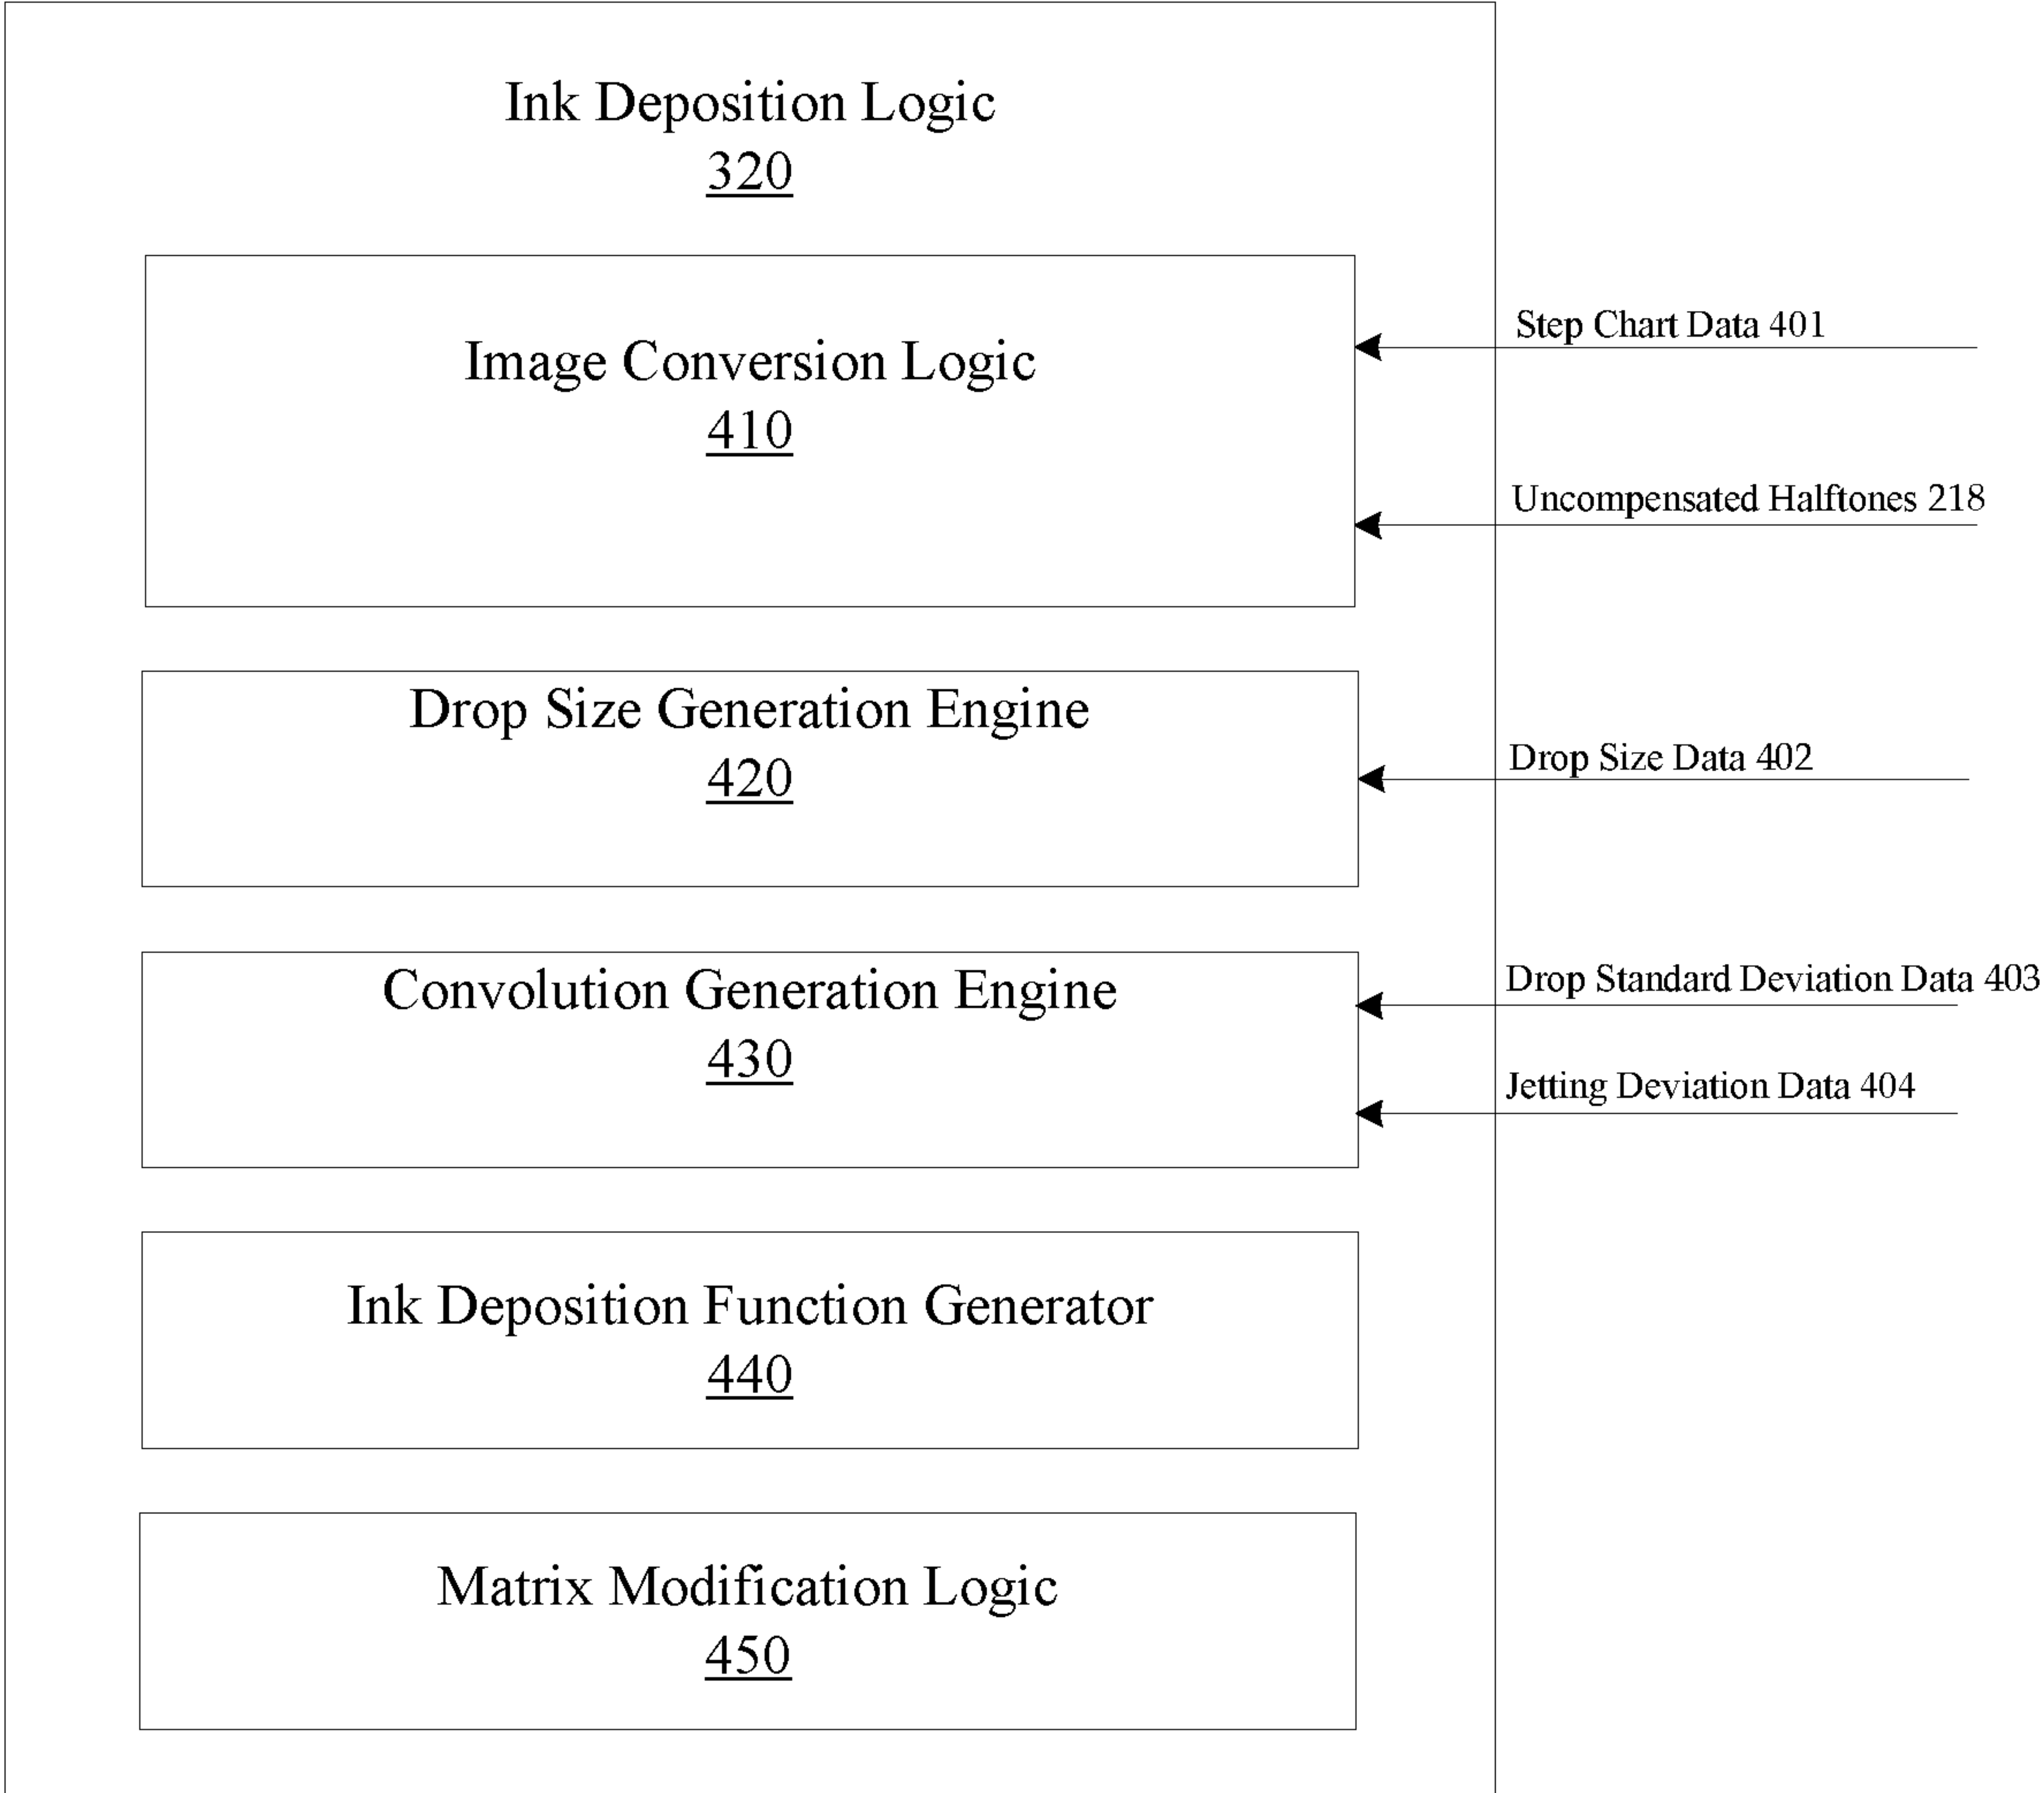 Ink Deposition Logic
320
Image Conversion Logic
410
Step Chart Data 401
Uncompensated Halftones 218
Drop Size Generation Engine
420
Drop Size Data 402
Convolution Generation Engine
430
Drop Standard Deviation Data 403
Jetting Deviation Data 404
Ink Deposition Function Generator
440
Matrix Modification Logic
450